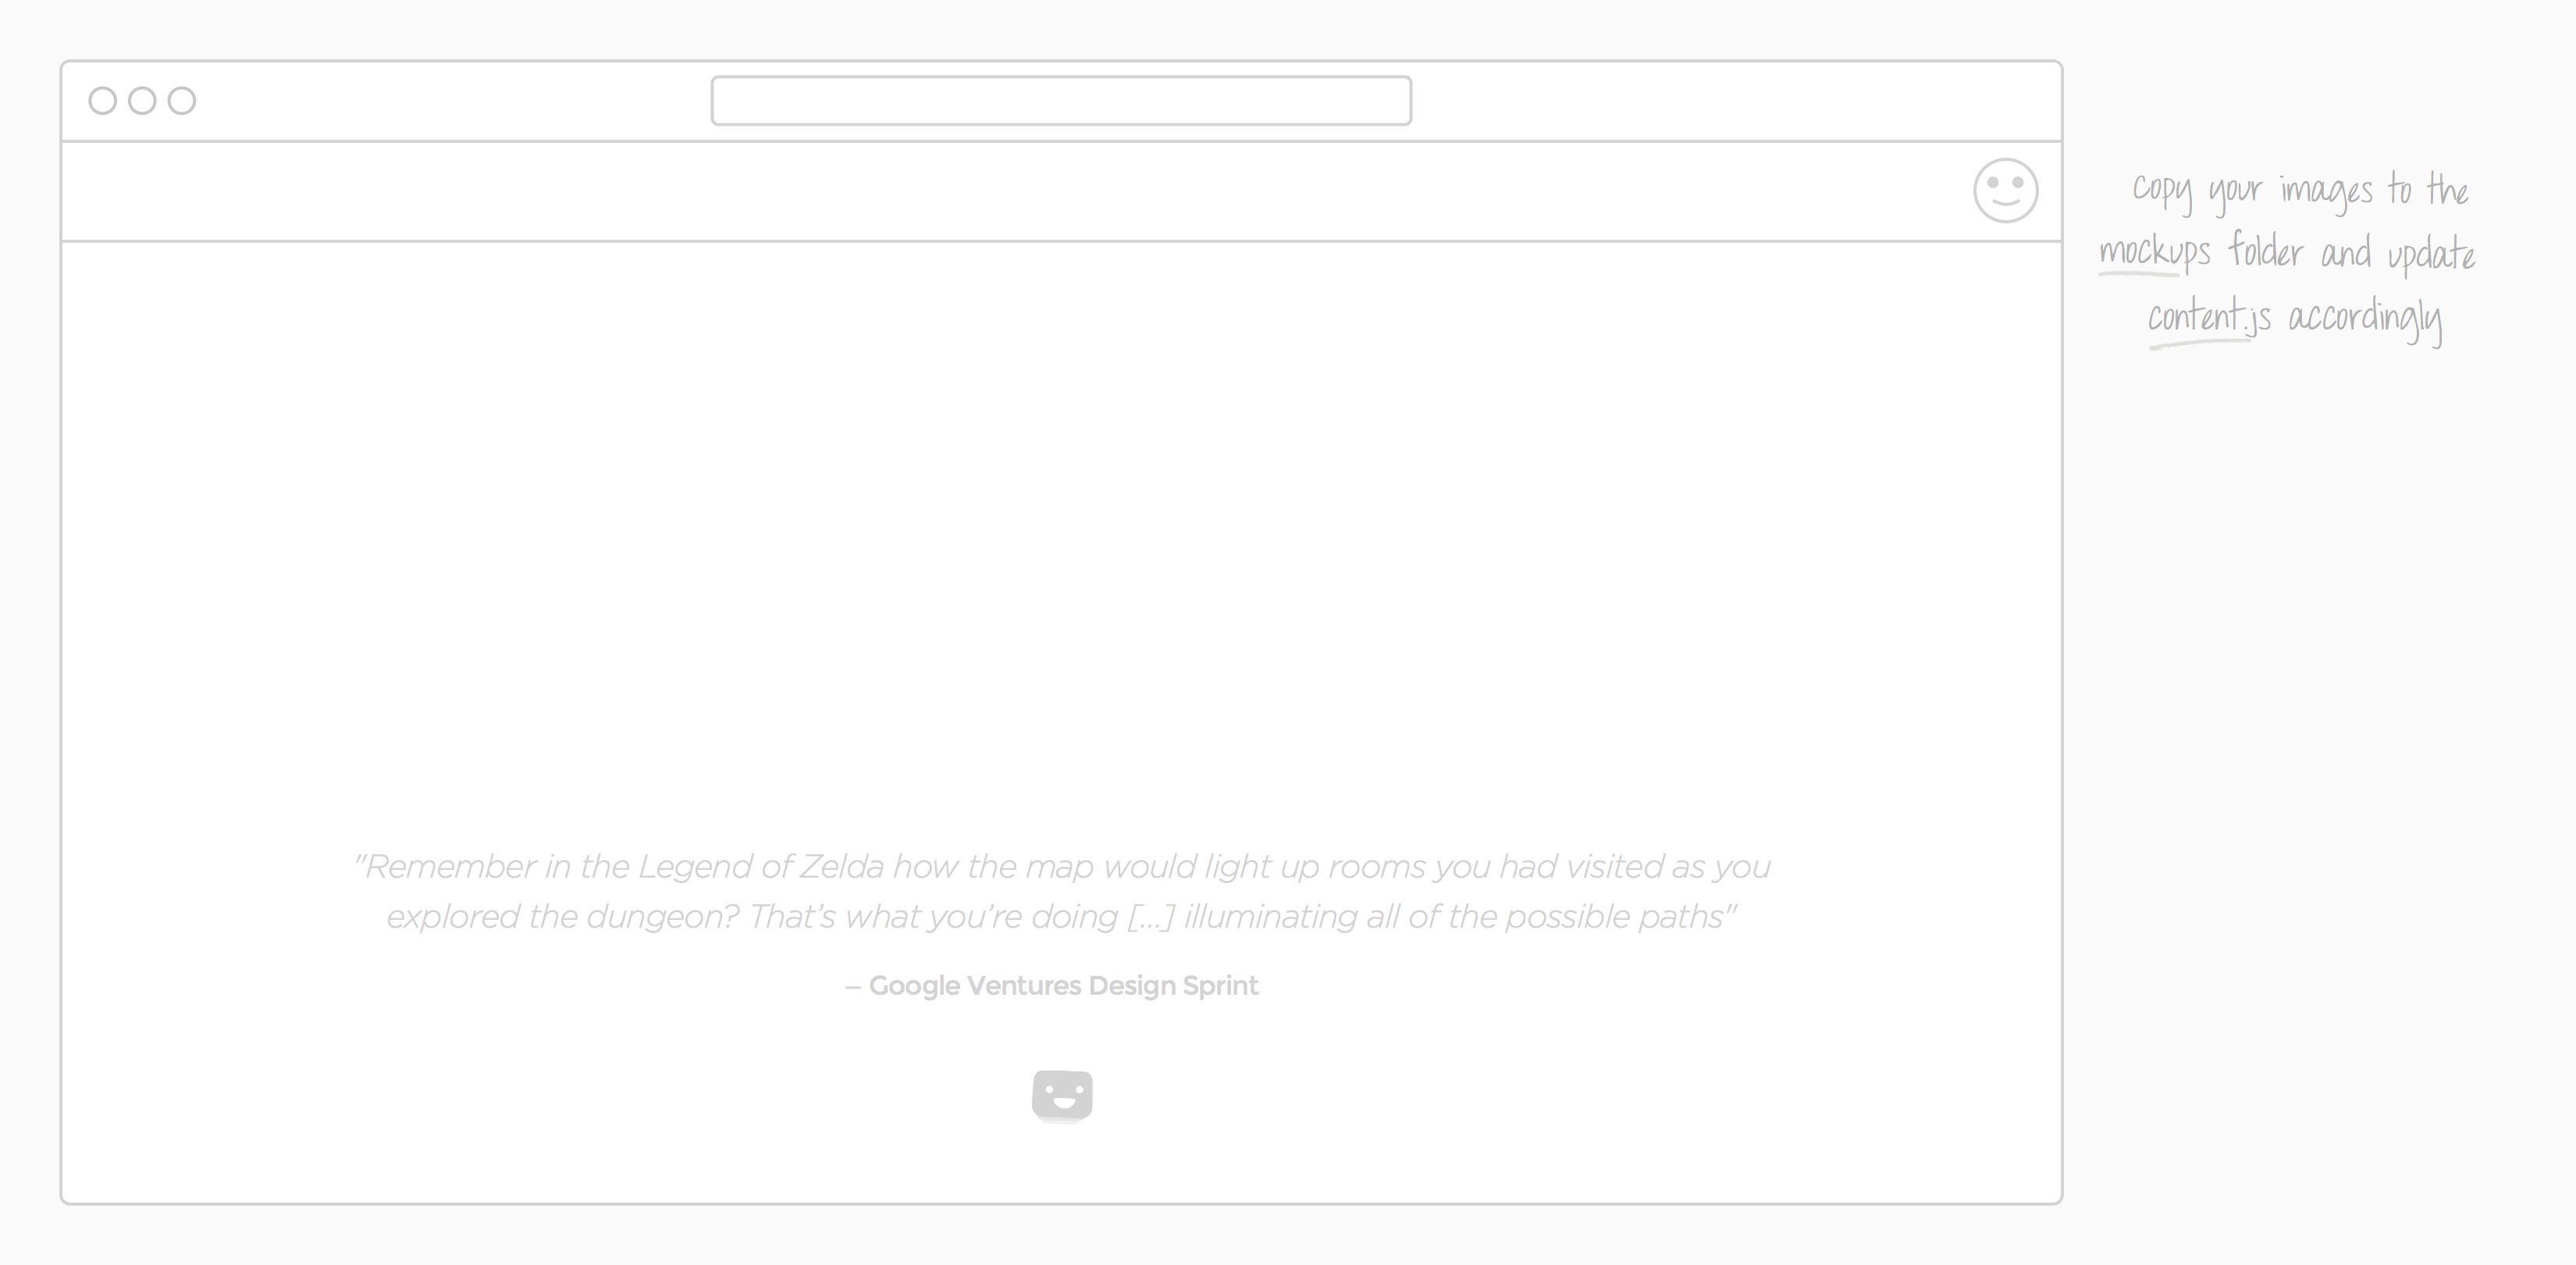 copy your images to the
mockups folder and update
content.js accordingly
"Remember in the Legend of Zelda how the map would light up rooms you had visited as you
explored the dungeon? That’s what you’re doing [...] illuminating all of the possible paths"
– Google Ventures Design Sprint